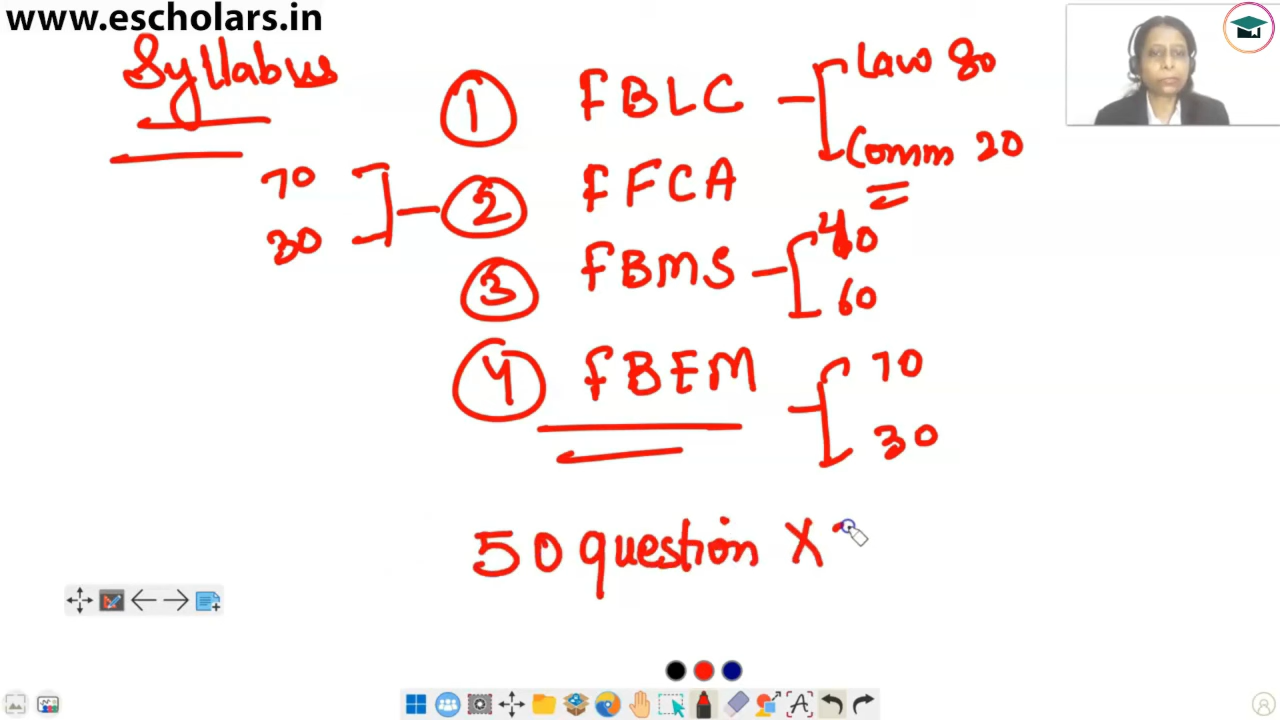 www.escholars.in
Syllabus
1 FBLC Law 80
Comm 20
70
30
2 FFCA
3 FBMS 40
60
4 FBEM 70
30
50 question X